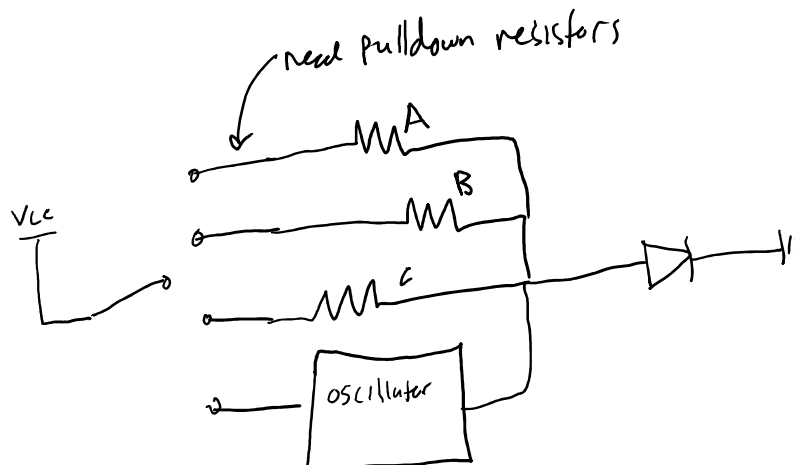 need pulldown resistors
A
B
Vcc
C
oscillator